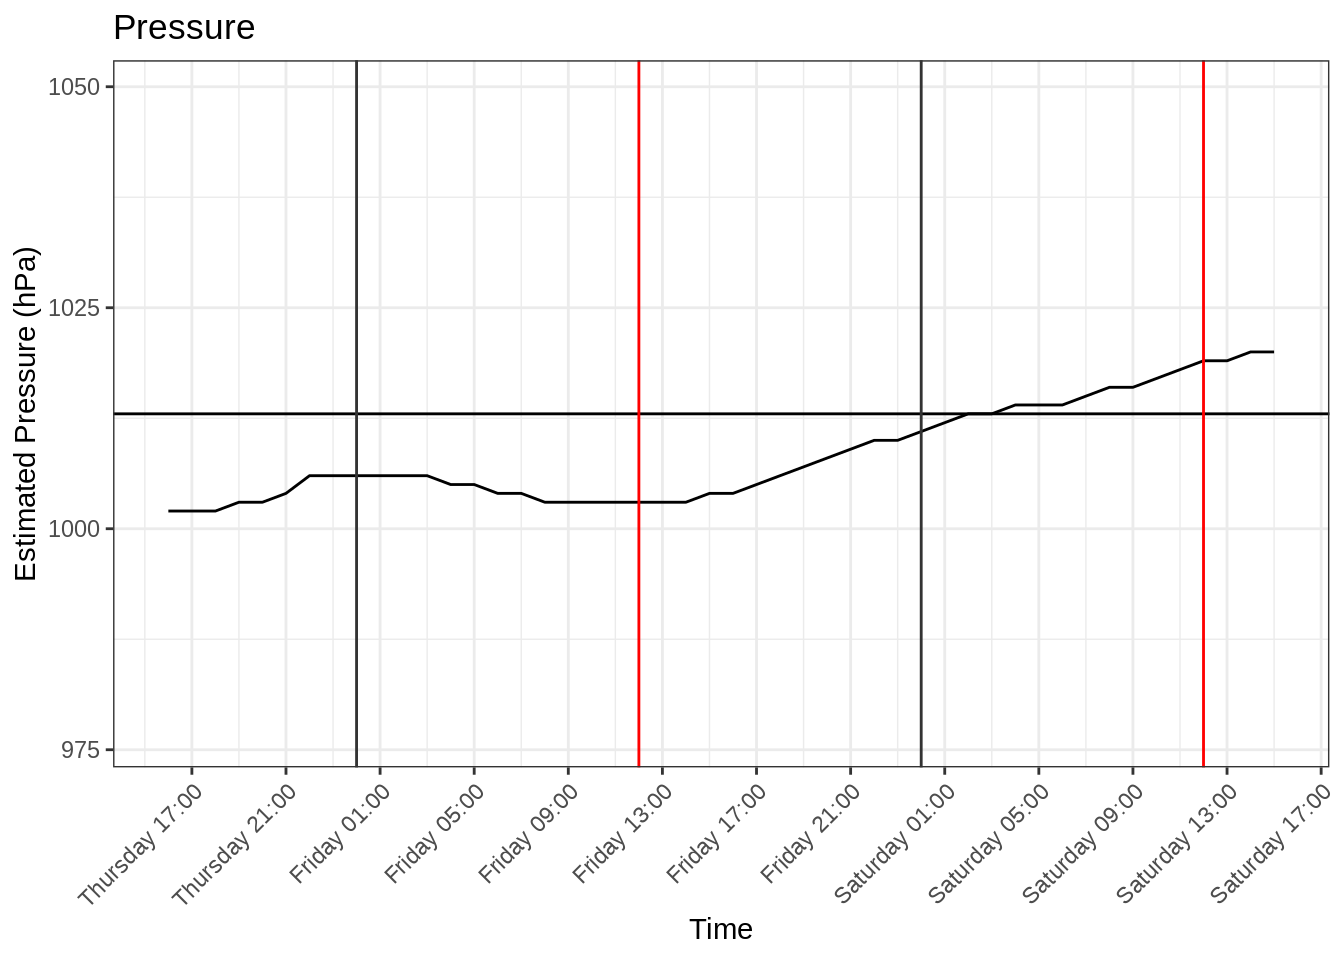 Pressure
Estimated Pressure (hPa)
1050
1025
1000
975
Thursday 17:00
Thursday 21:00
Friday 01:00
Friday 05:00
Friday 09:00
Friday 13:00
Friday 17:00
Friday 21:00
Saturday 01:00
Saturday 05:00
Saturday 09:00
Saturday 13:00
Saturday 17:00
Time